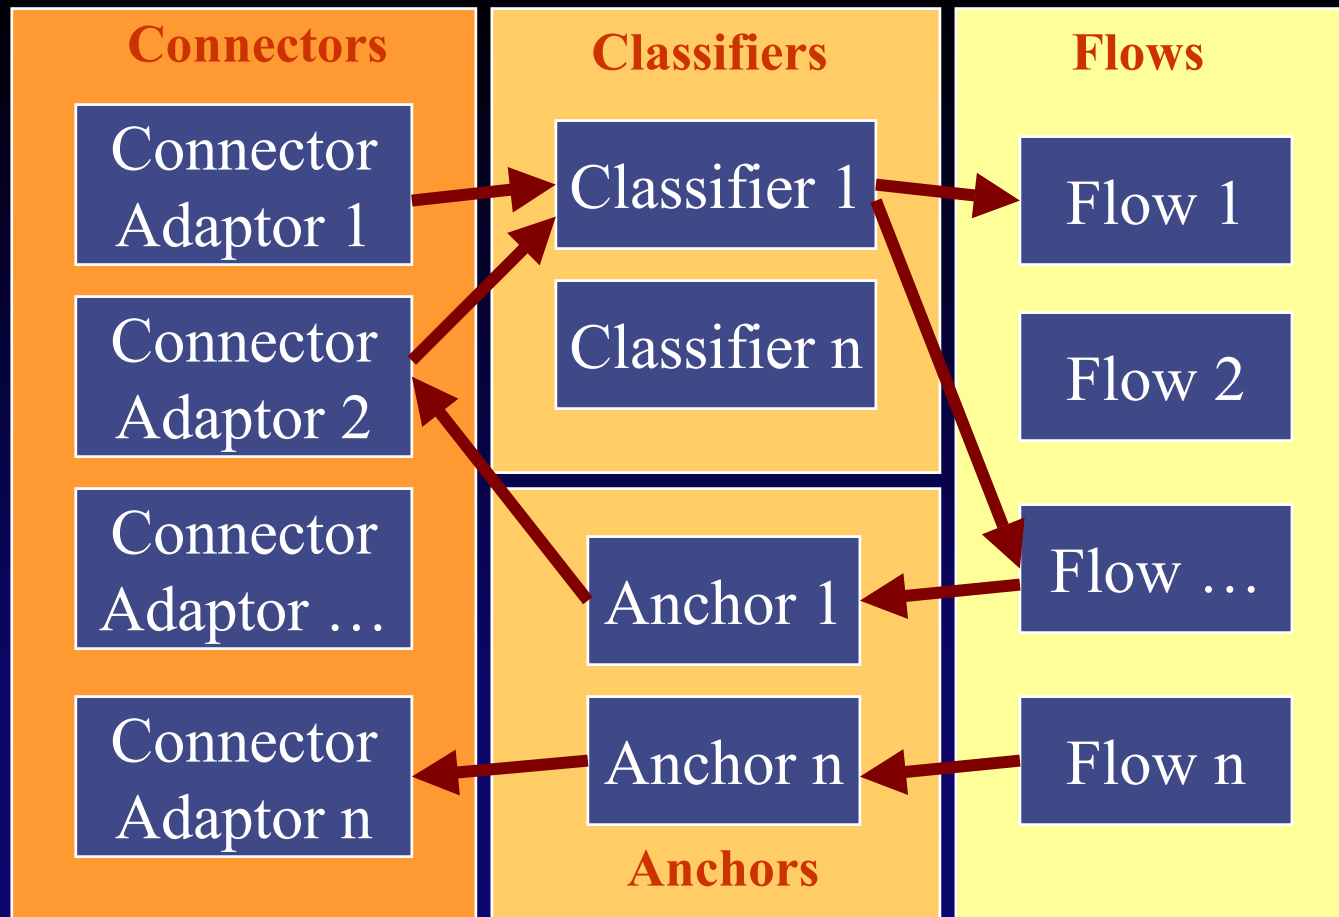 Connectors
Connector
Adaptor 1
Connector
Adaptor 2
Connector
Adaptor …
Connector
Adaptor n
Classifiers
Classifier 1
Classifier n
Anchor 1
Anchor n
Anchors
Flows
Flow 1
Flow 2
Flow …
Flow n